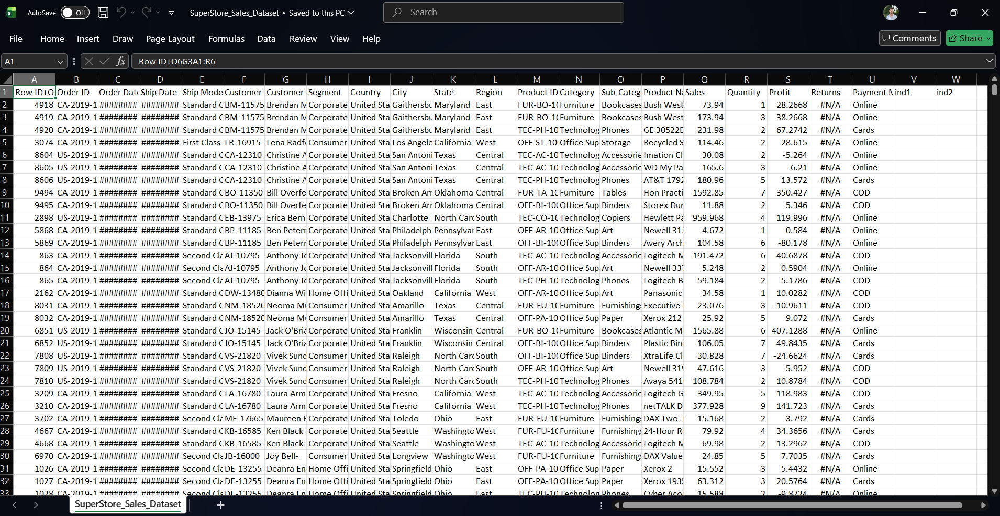 AutoSave Off SuperStore_Sales_Dataset • Saved to this PC Search
File Home Insert Draw Page Layout Formulas Data Review View Help Comments Share
A1 fx Row ID+O6G3A1:R6
A B C D E F G H I J K L M N O P Q R S T U V W
1 Row ID+O Order ID Order Date Ship Date Ship Mode Customer Customer Segment Country City State Region Product ID Category Sub-Categ Product Na Sales Quantity Profit Returns Payment M ind1 ind2
2 4918 CA-2019-1 ######## ######## Standard C BM-11575 Brendan M Corporate United Sta Gaithersbu Maryland East FUR-BO-10 Furniture Bookcases Bush West 73.94 1 28.2668 #N/A Online
3 4919 CA-2019-1 ######## ######## Standard C BM-11575 Brendan M Corporate United Sta Gaithersbu Maryland East FUR-BO-10 Furniture Bookcases Bush West 173.94 3 38.2668 #N/A Online
4 4920 CA-2019-1 ######## ######## Standard C BM-11575 Brendan M Corporate United Sta Gaithersbu Maryland East TEC-PH-10 Technolog Phones GE 30522E 231.98 2 67.2742 #N/A Cards
5 3074 CA-2019-1 ######## ######## First Class LR-16915 Lena Radfo Consumer United Sta Los Angele California West OFF-ST-10 Office Sup Storage Recycled S 114.46 2 28.615 #N/A Online
6 8604 US-2019-1 ######## ######## Standard C CA-12310 Christine A Corporate United Sta San Antoni Texas Central TEC-AC-10 Technolog Accessorie Imation Cl 30.08 2 -5.264 #N/A Online
7 8605 US-2019-1 ######## ######## Standard C CA-12310 Christine A Corporate United Sta San Antoni Texas Central TEC-AC-10 Technolog Accessorie WD My Pa 165.6 3 -6.21 #N/A Online
8 8606 US-2019-1 ######## ######## Standard C CA-12310 Christine A Corporate United Sta San Antoni Texas Central TEC-PH-10 Technolog Phones AT&T 1792 180.96 5 13.572 #N/A Cards
9 9494 CA-2019-1 ######## ######## Standard C BO-11350 Bill Overfe Corporate United Sta Broken Arr Oklahoma Central FUR-TA-10 Furniture Tables Hon Practi 1592.85 7 350.427 #N/A COD
10 9495 CA-2019-1 ######## ######## Standard C BO-11350 Bill Overfe Corporate United Sta Broken Arr Oklahoma Central OFF-BI-100 Office Sup Binders Storex Dur 11.88 2 5.346 #N/A COD
11 2898 US-2019-1 ######## ######## Standard C EB-13975 Erica Bern Corporate United Sta Charlotte North Caro South TEC-CO-10 Technolog Copiers Hewlett Pa 959.968 4 119.996 #N/A Online
12 5868 CA-2019-1 ######## ######## Standard C BP-11185 Ben Petern Corporate United Sta Philadelph Pennsylvar East OFF-AR-10 Office Sup Art Newell 312 4.672 1 0.584 #N/A Online
13 5869 CA-2019-1 ######## ######## Standard C BP-11185 Ben Petern Corporate United Sta Philadelph Pennsylvar East OFF-BI-100 Office Sup Binders Avery Arch 104.58 6 -80.178 #N/A Online
14 863 CA-2019-1 ######## ######## Second Cla AJ-10795 Anthony Jo Corporate United Sta Jacksonvill Florida South TEC-AC-10 Technolog Accessorie Logitech M 191.472 6 40.6878 #N/A COD
15 864 CA-2019-1 ######## ######## Second Cla AJ-10795 Anthony Jo Corporate United Sta Jacksonvill Florida South OFF-AR-10 Office Sup Art Newell 337 5.248 2 0.5904 #N/A Online
16 865 CA-2019-1 ######## ######## Second Cla AJ-10795 Anthony Jo Corporate United Sta Jacksonvill Florida South TEC-PH-10 Technolog Phones Logitech B 59.184 2 5.1786 #N/A COD
17 2162 CA-2019-1 ######## ######## Standard C DW-13480 Dianna Wi Home Offi United Sta Oakland California West OFF-AR-10 Office Sup Art Panasonic 34.58 1 10.0282 #N/A COD
18 8031 CA-2019-1 ######## ######## Standard C NM-18520 Neoma Mu Consumer United Sta Amarillo Texas Central FUR-FU-10 Furniture Furnishings Executive 23.076 3 -10.9611 #N/A COD
19 8032 CA-2019-1 ######## ######## Standard C NM-18520 Neoma Mu Consumer United Sta Amarillo Texas Central OFF-PA-10 Office Sup Paper Xerox 212 25.92 5 9.072 #N/A Cards
20 6851 US-2019-1 ######## ######## Standard C JO-15145 Jack O'Bria Corporate United Sta Franklin Wisconsin Central FUR-BO-10 Furniture Bookcases Atlantic M 1565.88 6 407.1288 #N/A Online
21 6852 US-2019-1 ######## ######## Standard C JO-15145 Jack O'Bria Corporate United Sta Franklin Wisconsin Central OFF-BI-100 Office Sup Binders Plastic Bind 106.05 7 49.8435 #N/A Cards
22 7808 US-2019-1 ######## ######## Standard C VS-21820 Vivek Sund Consumer United Sta Raleigh North Caro South OFF-BI-100 Office Sup Binders XtraLife Cl 30.828 7 -24.6624 #N/A Cards
23 7809 US-2019-1 ######## ######## Standard C VS-21820 Vivek Sund Consumer United Sta Raleigh North Caro South OFF-AR-10 Office Sup Art Newell 319 47.616 3 5.952 #N/A COD
24 7810 US-2019-1 ######## ######## Standard C VS-21820 Vivek Sund Consumer United Sta Raleigh North Caro South TEC-PH-10 Technolog Phones Avaya 541 108.784 2 10.8784 #N/A COD
25 3209 CA-2019-1 ######## ######## Standard C LA-16780 Laura Arm Corporate United Sta Fresno California West TEC-AC-10 Technolog Accessorie Logitech G 349.95 5 118.983 #N/A COD
26 3210 CA-2019-1 ######## ######## Standard C LA-16780 Laura Arm Corporate United Sta Fresno California West TEC-PH-10 Technolog Phones netTALK D 377.928 9 141.723 #N/A Cards
27 3702 CA-2019-1 ######## ######## Second Cla MF-17665 Maureen F Corporate United Sta Toledo Ohio East FUR-FU-10 Furniture Furnishings DAX Two-T 15.168 2 3.792 #N/A Cards
28 4667 CA-2019-1 ######## ######## Standard C KB-16585 Ken Black Corporate United Sta Seattle Washingto West FUR-FU-10 Furniture Furnishings 24-Hour Re 79.92 4 34.3656 #N/A Cards
29 4668 CA-2019-1 ######## ######## Standard C KB-16585 Ken Black Corporate United Sta Seattle Washingto West TEC-AC-10 Technolog Accessorie Logitech M 69.98 2 13.2962 #N/A COD
30 6970 CA-2019-1 ######## ######## Second Cla JB-16000 Joy Bell- Consumer United Sta Longview Washingto West FUR-FU-10 Furniture Furnishings DAX Value 24.85 5 7.7035 #N/A Cards
31 1026 CA-2019-1 ######## ######## Second Cla DE-13255 Deanra En Home Offi United Sta Springfield Ohio East OFF-PA-10 Office Sup Paper Xerox 2 15.552 3 5.4432 #N/A Online
32 1027 CA-2019-1 ######## ######## Second Cla DE-13255 Deanra En Home Offi United Sta Springfield Ohio East OFF-PA-10 Office Sup Paper Xerox 1935 63.312 3 20.5764 #N/A Cards
33 1028 CA-2019-1 ######## ######## Second Cla DE-13255 Deanra En Home Offi United Sta Springfield Ohio East TEC-PH-10 Technolog Phones Cyber Acou 15.588 2 -9.8724 #N/A Online
SuperStore_Sales_Dataset